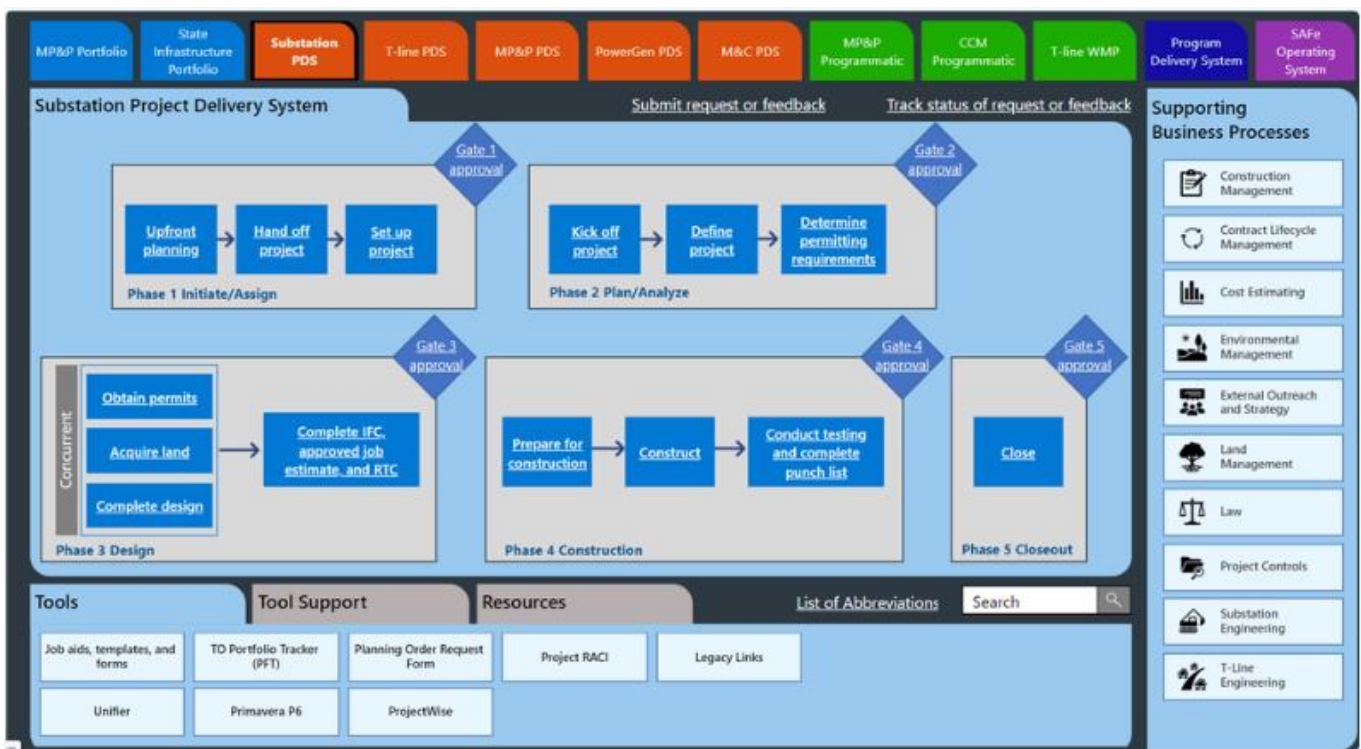 MP&P Portfolio
State
Infrastructure
Portfolio
Substation
PDS
T-line PDS
MP&P PDS
PowerGen PDS
M&C PDS
MP&P
Programmatic
CCM
Programmatic
T-line WMP
Program
Delivery System
SAFe
Operating
System
Substation Project Delivery System
Submit request or feedback
Track status of request or feedback
Gate 1
approval
Upfront
planning
Hand off
project
Set up
project
Phase 1 Initiate/Assign
Gate 2
approval
Kick off
project
Define
project
Determine
permitting
requirements
Phase 2 Plan/Analyze
Gate 3
approval
Concurrent
Obtain permits
Acquire land
Complete design
Complete IFC,
approved job
estimate, and RTC
Phase 3 Design
Gate 4
approval
Prepare for
construction
Construct
Conduct testing
and complete
punch list
Phase 4 Construction
Gate 5
approval
Close
Phase 5 Closeout
Supporting
Business Processes
Construction
Management
Contract Lifecycle
Management
Cost Estimating
Environmental
Management
External Outreach
and Strategy
Land
Management
Law
Project Controls
Substation
Engineering
T-Line
Engineering
Tools
Tool Support
Resources
List of Abbreviations
Search
Job aids, templates, and
forms
TO Portfolio Tracker
(PFT)
Planning Order Request
Form
Project RACI
Legacy Links
Unifier
Primavera P6
ProjectWise